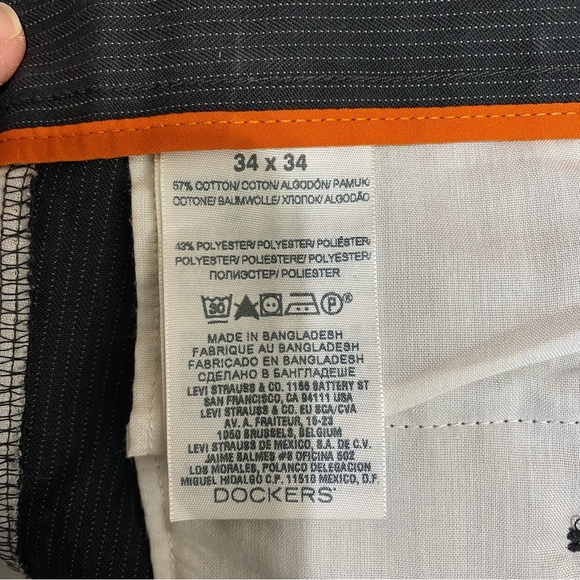 34 x 34
57% COTTON/ COTON/ ALGODÓN/ PAMUK/
COTONE/ BAUMWOLLE/ ХЛОПОК/ ALGODÃO
43% POLYESTER/ POLYESTER/ POLIÉSTER/
POLYESTER/ POLIESTERE/ POLYESTER/
ПОЛИЭСТЕР/ POLIESTER
30 P®
MADE IN BANGLADESH
FABRIQUE AU BANGLADESH
FABRICADO EN BANGLADESH
СДЕЛАНО В БАНГЛАДЕШЕ
LEVI STRAUSS & CO. 1155 BATTERY ST
SAN FRANCISCO, CA 94111 USA
LEVI STRAUSS & CO. EU SCA/CVA
AV. A. FRAITEUR, 15-23
1050 BRUSSELS, BELGIUM
LEVI STRAUSS DE MEXICO, S.A. DE C.V.
JAIME BALMES #8 OFICINA 502
LOS MORALES, POLANCO DELEGACION
MIGUEL HIDALGO C.P. 11510 MEXICO, D.F.
DOCKERS